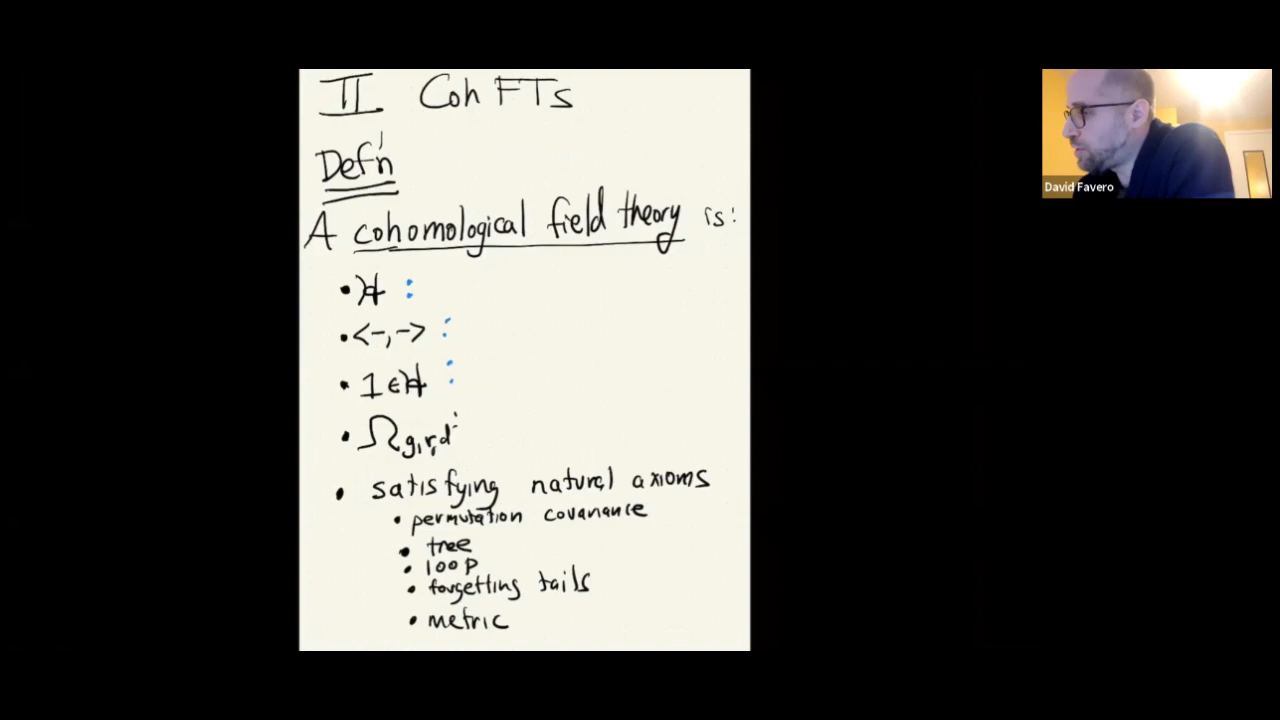 II CohFTs
Def'n
A cohomological field theory is:
• H :
• <-,-> :
• 1 ∈ H :
• Ω g,r,d :
• satisfying natural axioms
• permutation covariance
• tree
• loop
• forgetting tails
• metric
David Favero